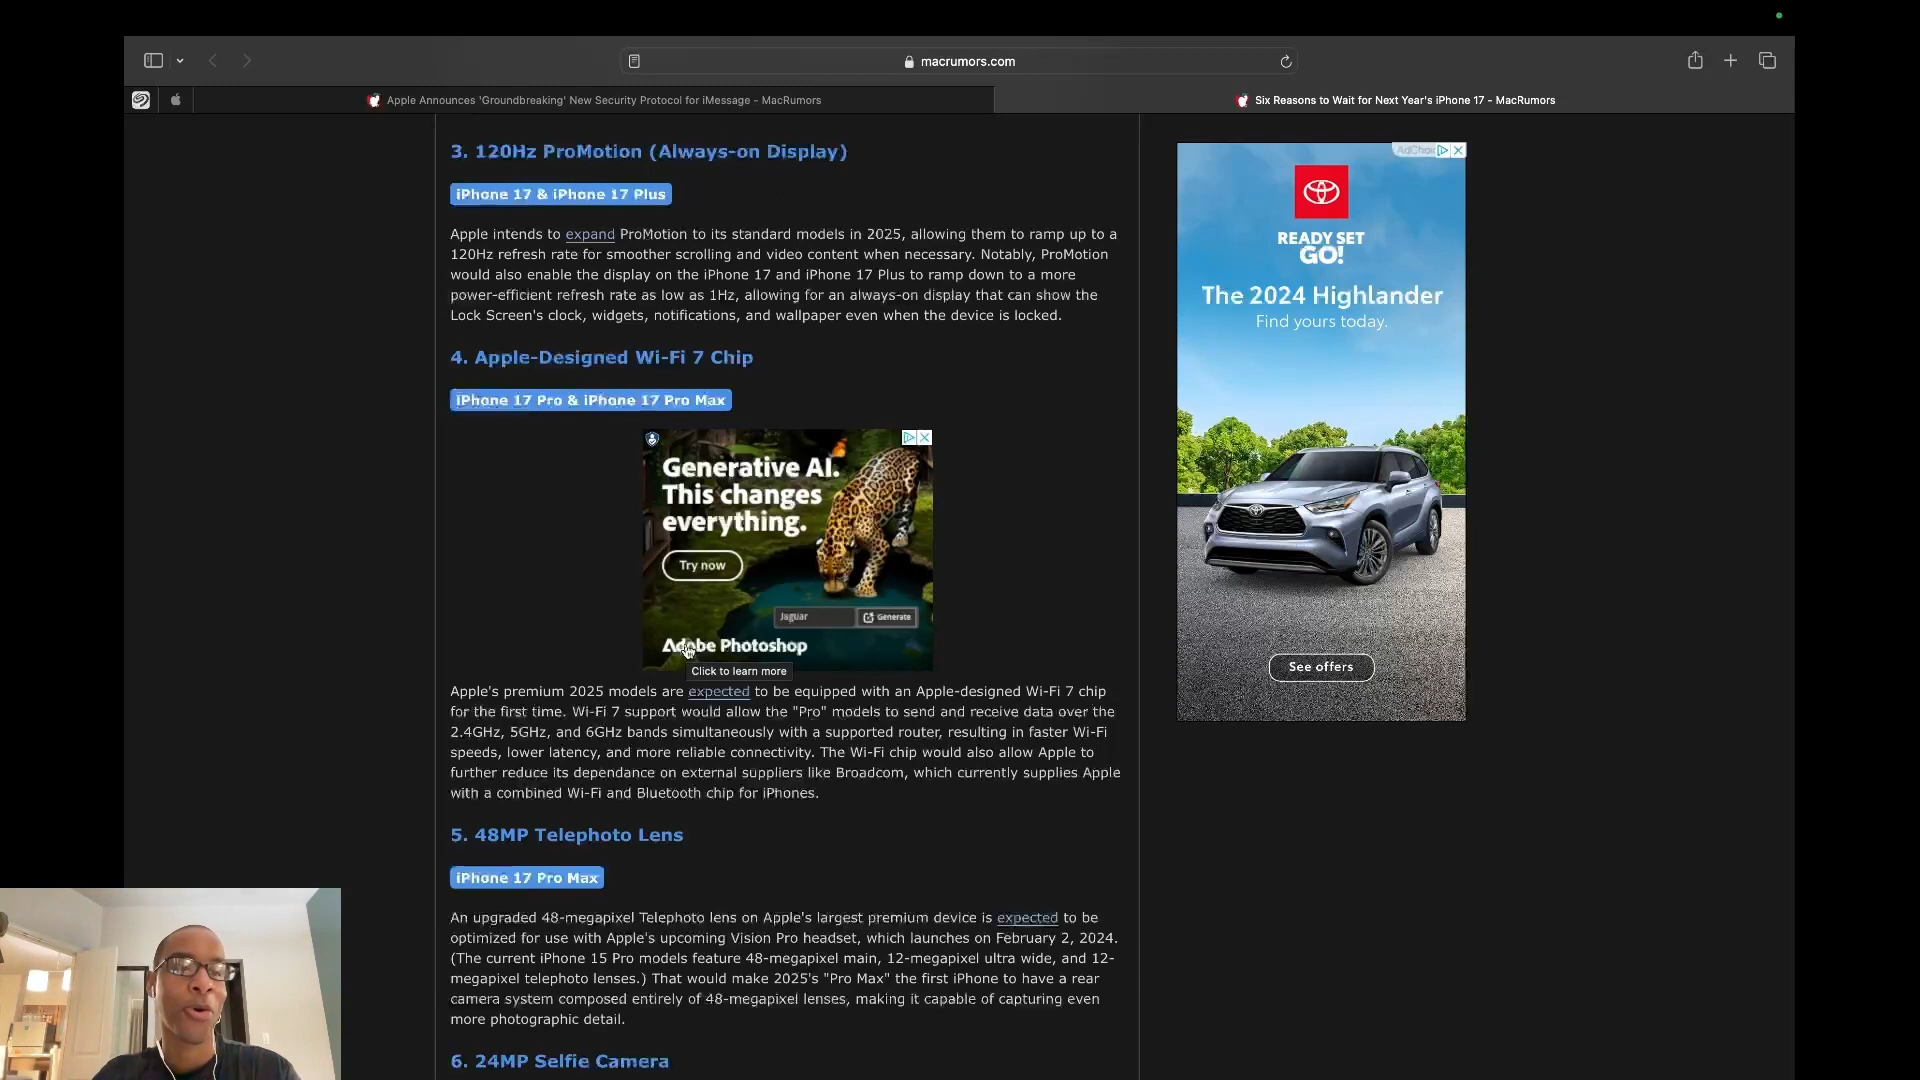 macrumors.com
Apple Announces 'Groundbreaking' New Security Protocol for iMessage - MacRumors
Six Reasons to Wait for Next Year's iPhone 17 - MacRumors
3. 120Hz ProMotion (Always-on Display)
iPhone 17 & iPhone 17 Plus
Apple intends to expand ProMotion to its standard models in 2025, allowing them to ramp up to a
120Hz refresh rate for smoother scrolling and video content when necessary. Notably, ProMotion
would also enable the display on the iPhone 17 and iPhone 17 Plus to ramp down to a more
power-efficient refresh rate as low as 1Hz, allowing for an always-on display that can show the
Lock Screen's clock, widgets, notifications, and wallpaper even when the device is locked.
4. Apple-Designed Wi-Fi 7 Chip
iPhone 17 Pro & iPhone 17 Pro Max
Generative AI.
This changes
everything.
Try now
Jaguar
Generate
Adobe Photoshop
Click to learn more
Apple's premium 2025 models are expected to be equipped with an Apple-designed Wi-Fi 7 chip
for the first time. Wi-Fi 7 support would allow the "Pro" models to send and receive data over the
2.4GHz, 5GHz, and 6GHz bands simultaneously with a supported router, resulting in faster Wi-Fi
speeds, lower latency, and more reliable connectivity. The Wi-Fi chip would also allow Apple to
further reduce its dependance on external suppliers like Broadcom, which currently supplies Apple
with a combined Wi-Fi and Bluetooth chip for iPhones.
5. 48MP Telephoto Lens
iPhone 17 Pro Max
An upgraded 48-megapixel Telephoto lens on Apple's largest premium device is expected to be
optimized for use with Apple's upcoming Vision Pro headset, which launches on February 2, 2024.
(The current iPhone 15 Pro models feature 48-megapixel main, 12-megapixel ultra wide, and 12-
megapixel telephoto lenses.) That would make 2025's "Pro Max" the first iPhone to have a rear
camera system composed entirely of 48-megapixel lenses, making it capable of capturing even
more photographic detail.
6. 24MP Selfie Camera
READY SET
GO!
The 2024 Highlander
Find yours today.
See offers